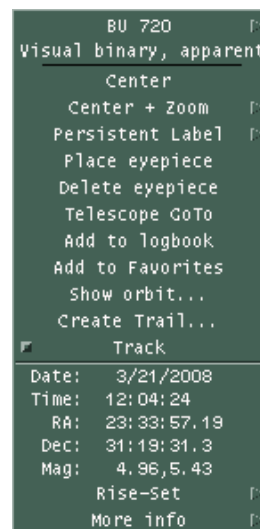 BU 720
Visual binary, apparent
Center
Center + Zoom
Persistent Label
Place eyepiece
Delete eyepiece
Telescope GoTo
Add to logbook
Add to Favorites
Show orbit...
Create Trail...
Track
Date: 3/21/2008
Time: 12:04:24
RA: 23:33:57.19
Dec: 31:19:31.3
Mag: 4.96,5.43
Rise-Set
More info